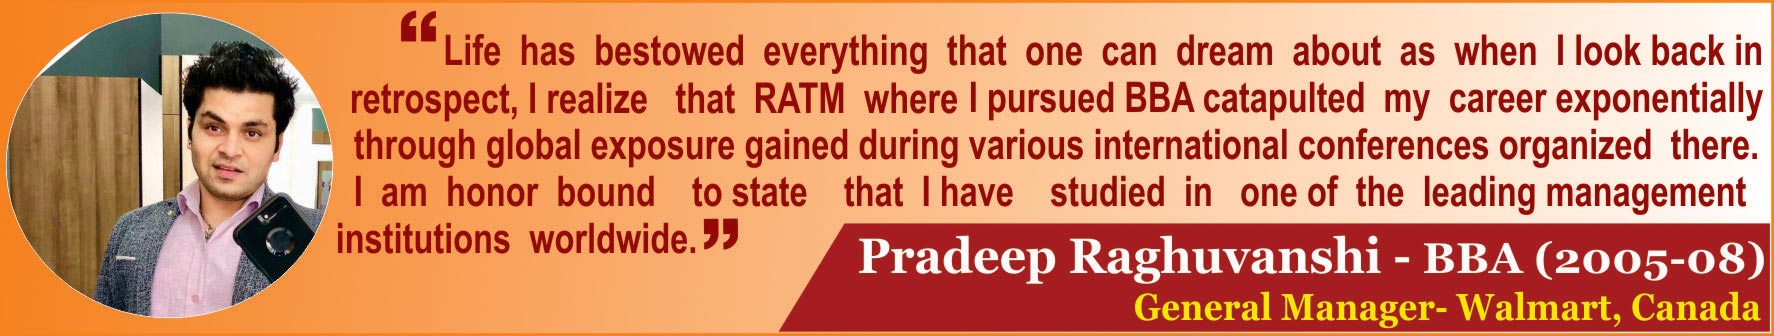 “Life has bestowed everything that one can dream about as when I look back in
retrospect, I realize that RATM where I pursued BBA catapulted my career exponentially
through global exposure gained during various international conferences organized there.
I am honor bound to state that I have studied in one of the leading management
institutions worldwide.”
Pradeep Raghuvanshi - BBA (2005-08)
General Manager- Walmart, Canada